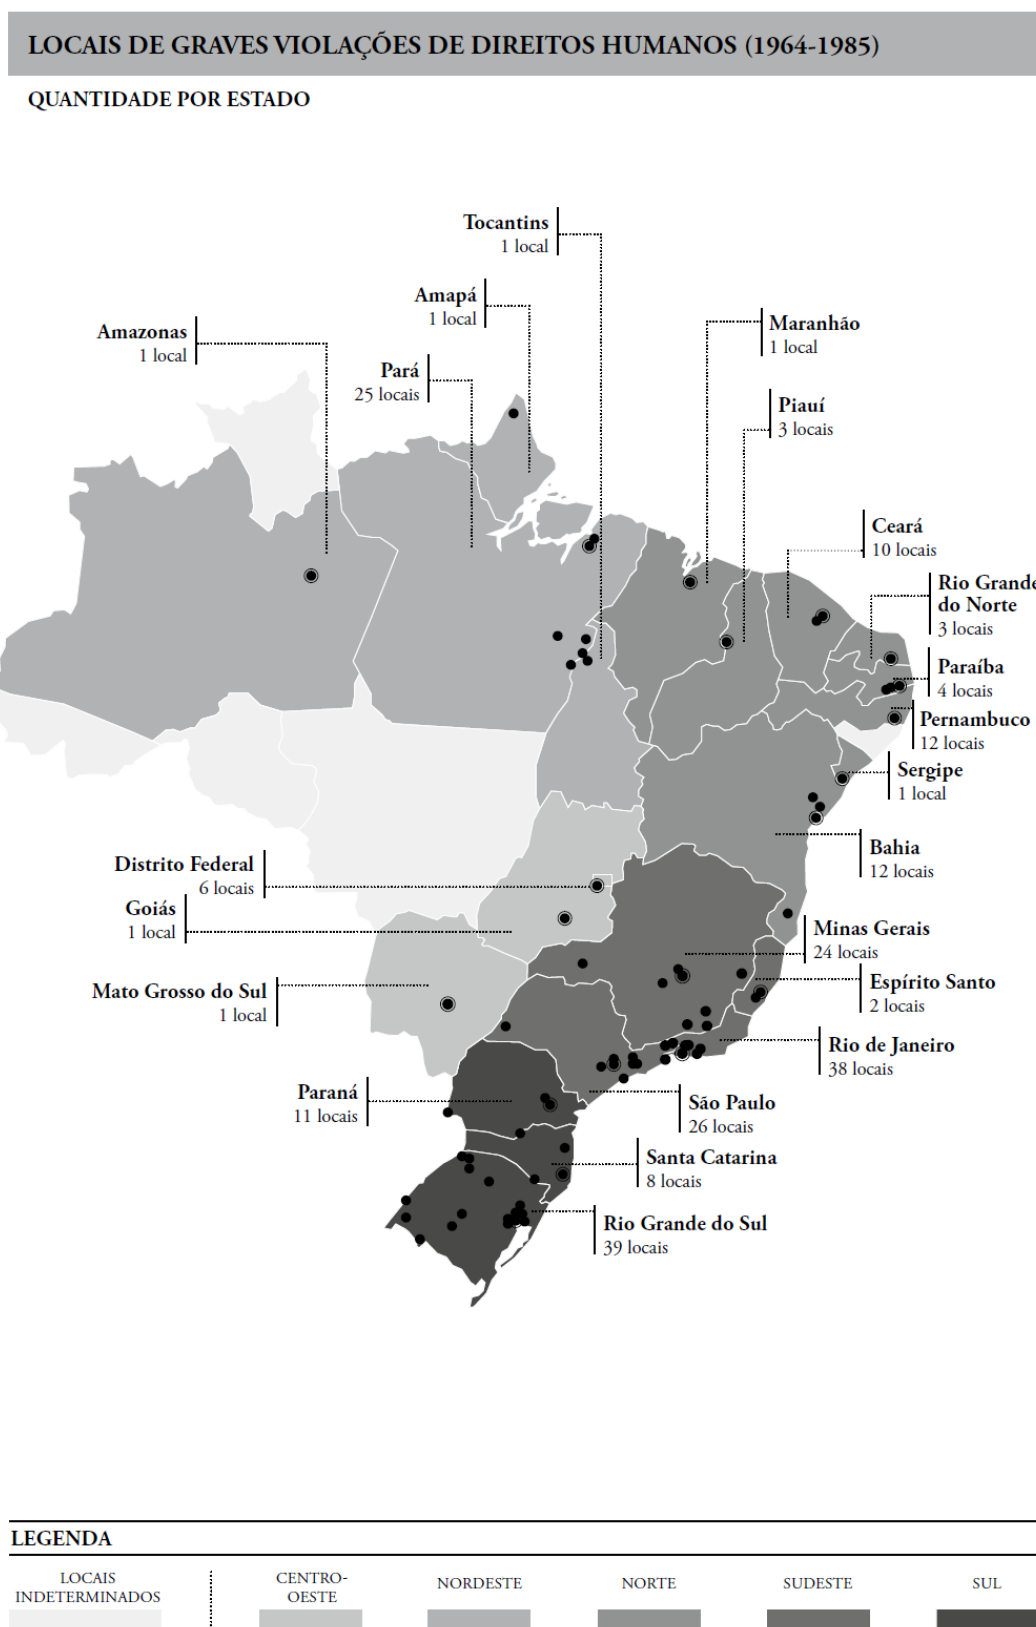 LOCAIS DE GRAVES VIOLAÇÕES DE DIREITOS HUMANOS (1964-1985)
QUANTIDADE POR ESTADO
Tocantins
1 local
Amapá
1 local
Amazonas
1 local
Maranhão
1 local
Pará
25 locais
Piauí
3 locais
Ceará
10 locais
Rio Grande
do Norte
3 locais
Paraíba
4 locais
Pernambuco
12 locais
Sergipe
1 local
Bahia
12 locais
Distrito Federal
6 locais
Goiás
1 local
Minas Gerais
24 locais
Mato Grosso do Sul
1 local
Espírito Santo
2 locais
Rio de Janeiro
38 locais
Paraná
11 locais
São Paulo
26 locais
Santa Catarina
8 locais
Rio Grande do Sul
39 locais
LEGENDA
LOCAIS
INDETERMINADOS
CENTRO-
OESTE
NORDESTE
NORTE
SUDESTE
SUL